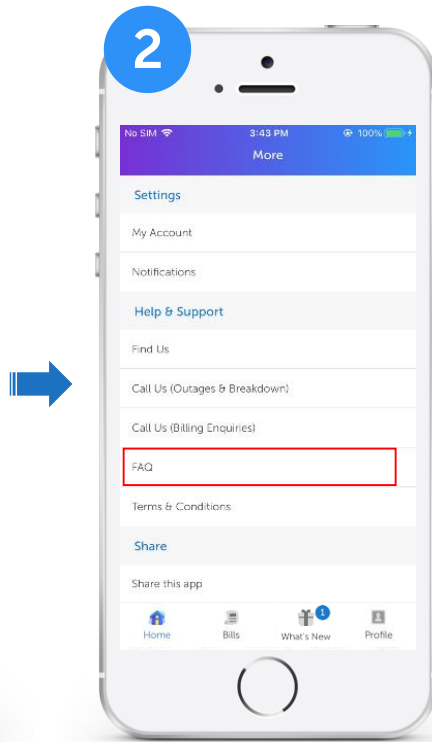 2
No SIM 3:43 PM 100%
More
Settings
My Account
Notifications
Help & Support
Find Us
Call Us (Outages & Breakdown)
Call Us (Billing Enquiries)
FAQ
Terms & Conditions
Share
Share this app
1
Home Bills What's New Profile